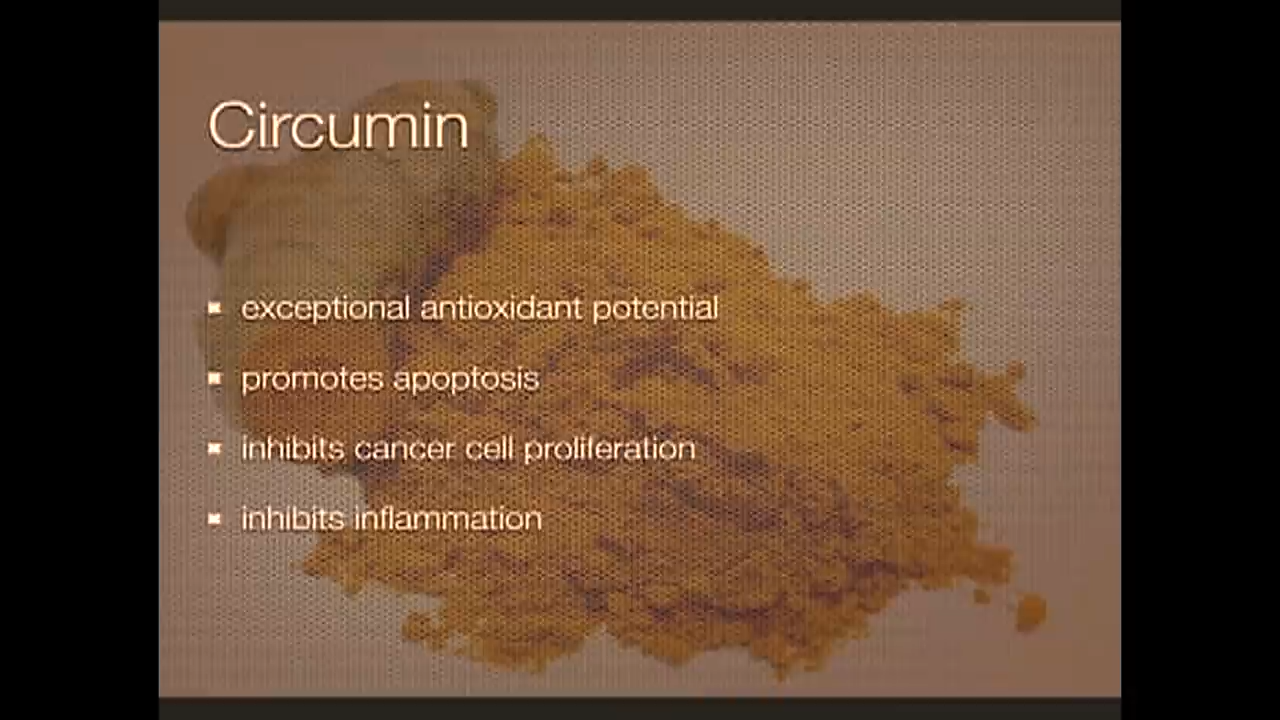 Circumin
exceptional antioxidant potential
promotes apoptosis
inhibits cancer cell proliferation
inhibits inflammation